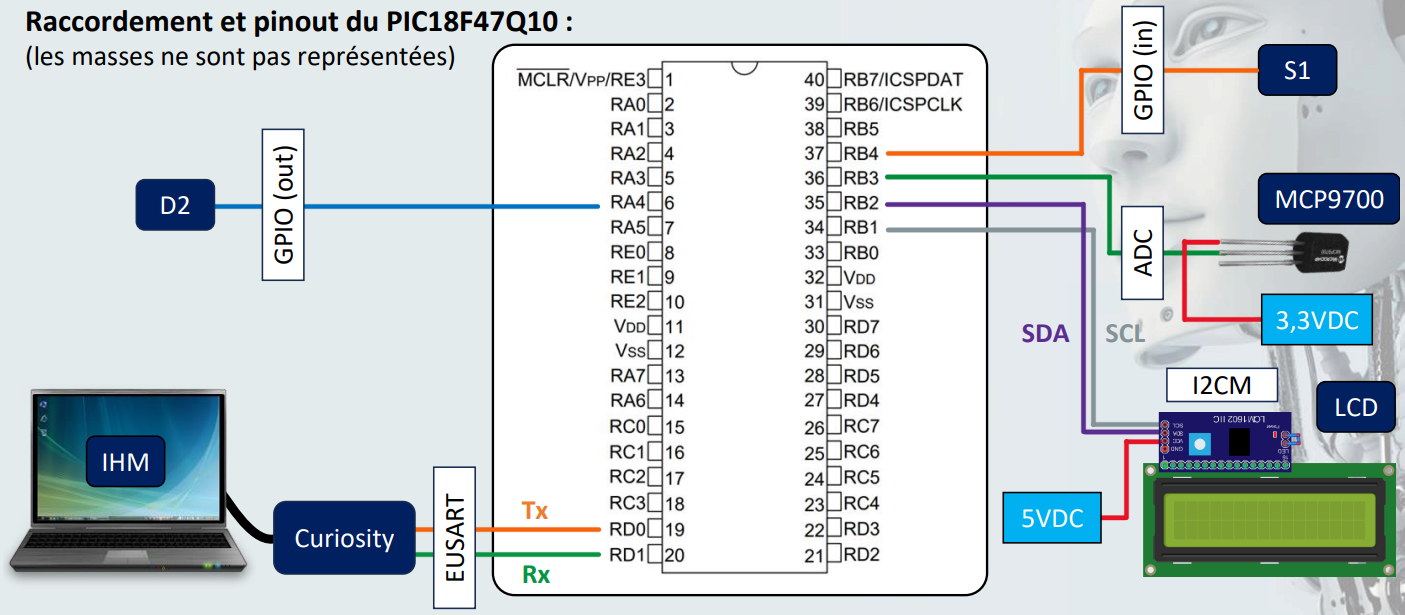 Raccordement et pinout du PIC18F47Q10 :
(les masses ne sont pas représentées)
MCLR/VPP/RE3 1
RA0 2
RA1 3
RA2 4
RA3 5
RA4 6
RA5 7
RE0 8
RE1 9
RE2 10
VDD 11
VSS 12
RA7 13
RA6 14
RC0 15
RC1 16
RC2 17
RC3 18
RD0 19
RD1 20
40 RB7/ICSPDAT
39 RB6/ICSPCLK
38 RB5
37 RB4
36 RB3
35 RB2
34 RB1
33 RB0
32 VDD
31 VSS
30 RD7
29 RD6
28 RD5
27 RD4
26 RC7
25 RC6
24 RC5
23 RC4
22 RD3
21 RD2
D2
GPIO (out)
IHM
Curiosity
EUSART
Tx
Rx
GPIO (in)
S1
MCP9700
ADC
3,3VDC
SDA
SCL
I2CM
LCD
LCM1602 IIC
SCL
SDA
VCC
GND
LED
5VDC